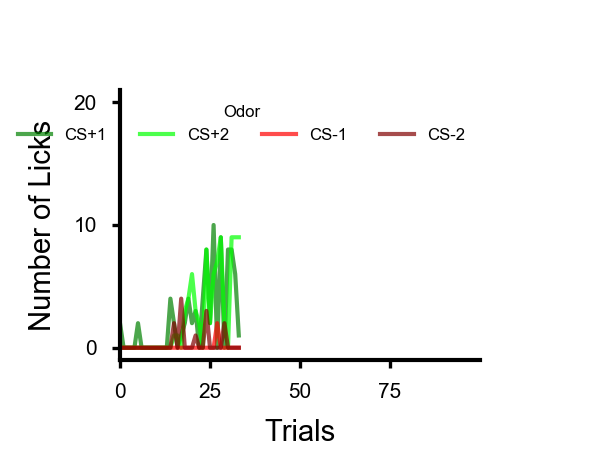 Odor
CS+1 CS+2 CS-1 CS-2
Number of Licks
20
10
0
0 25 50 75
Trials